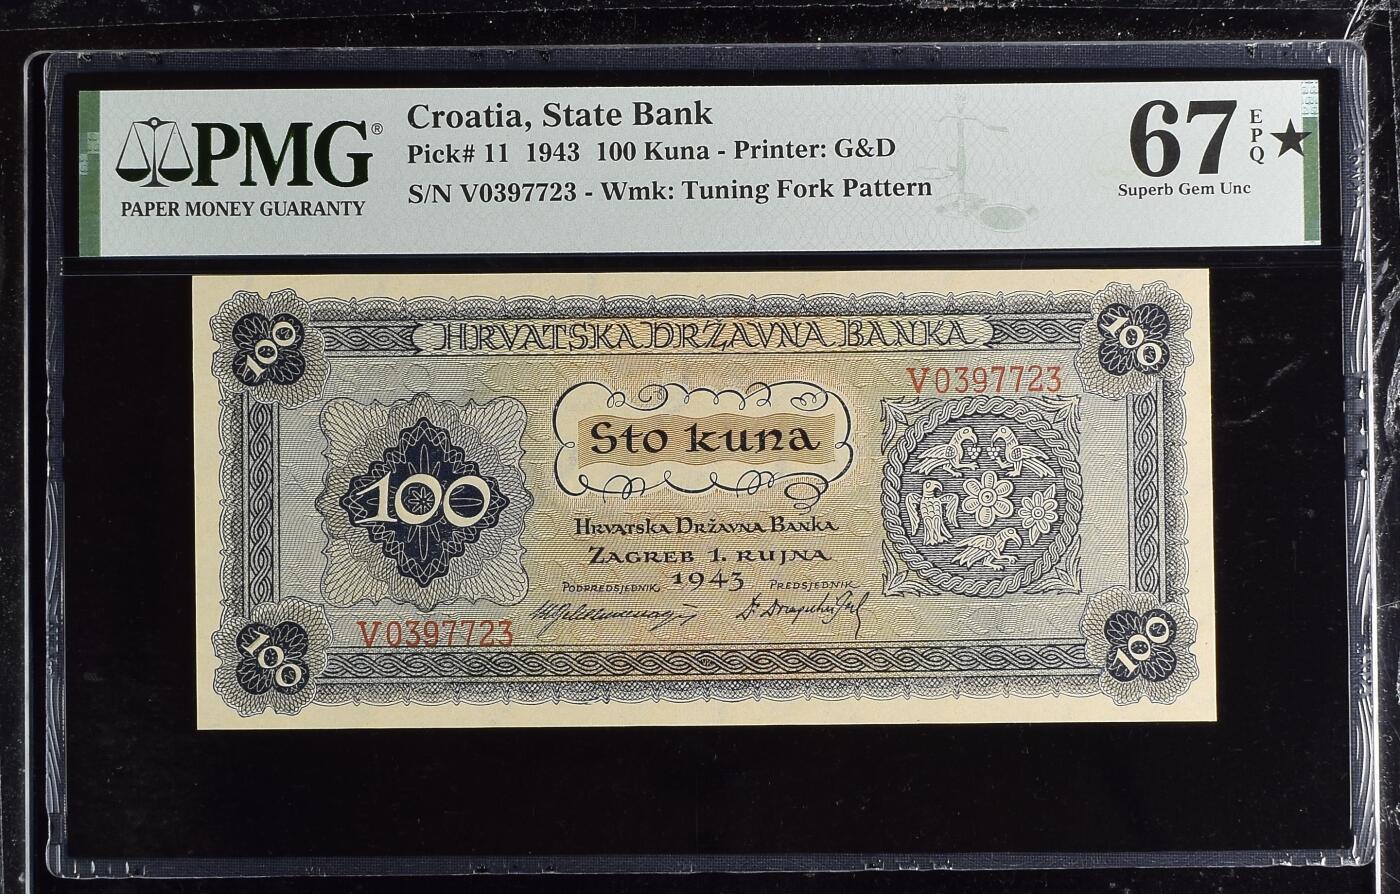 PMG®
PAPER MONEY GUARANTY
Croatia, State Bank
Pick# 11 1943 100 Kuna - Printer: G&D
S/N V0397723 - Wmk: Tuning Fork Pattern
67
EPQ
★
Superb Gem Unc
100
HRVATSKA DRŽAVNA BANKA
100
V0397723
Sto kuna
100
HRVATSKA DRŽAVNA BANKA
ZAGREB 1. RUJNA
1943
PODPREDSJEDNIK
PREDSJEDNIK
V0397723
100
100